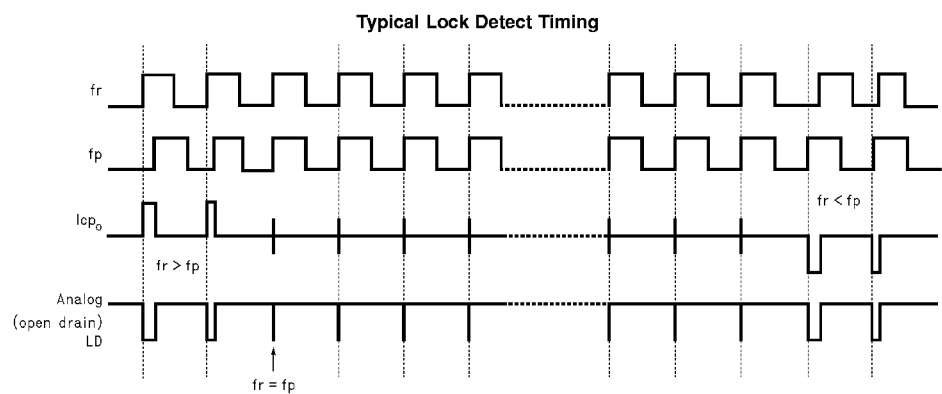 Typical Lock Detect Timing
fr
fp
Icpo
fr > fp
fr < fp
Analog
(open drain)
LD
fr = fp